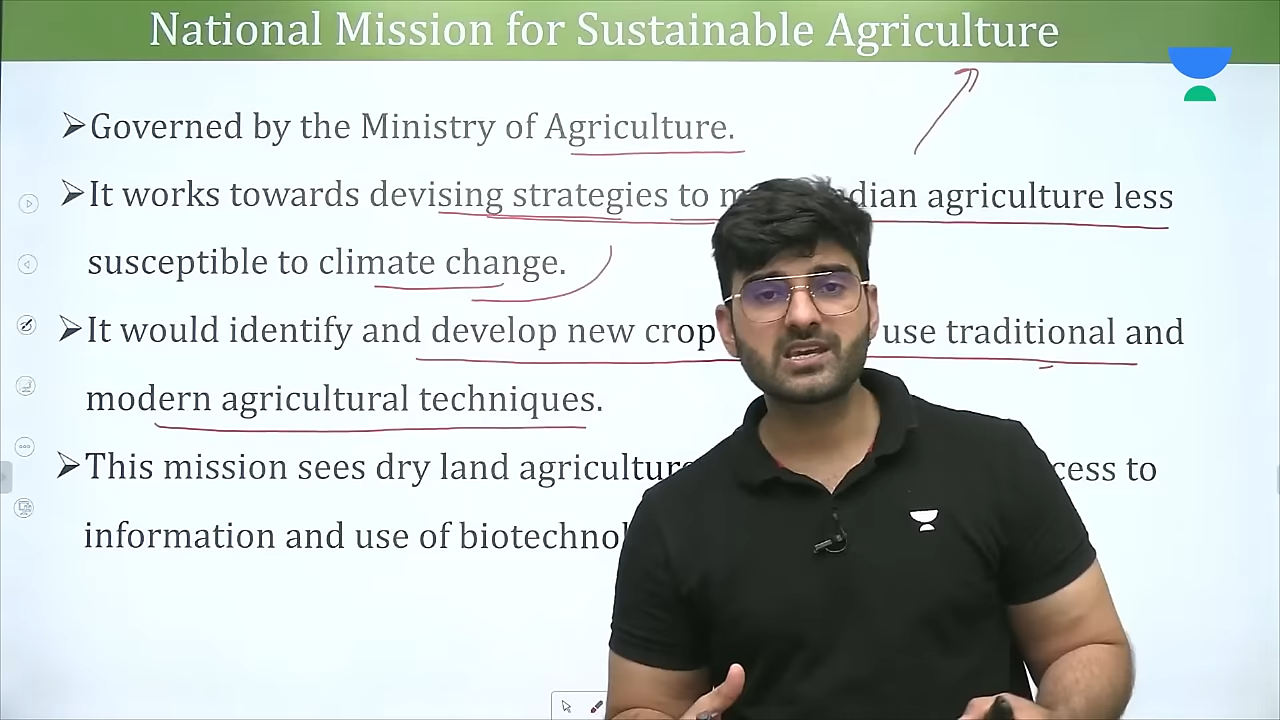 National Mission for Sustainable Agriculture
➢Governed by the Ministry of Agriculture.
➢It works towards devising strategies to m dian agriculture less
susceptible to climate change.
➢It would identify and develop new crop use traditional and
modern agricultural techniques.
➢This mission sees dry land agricultur cess to
information and use of biotechnol